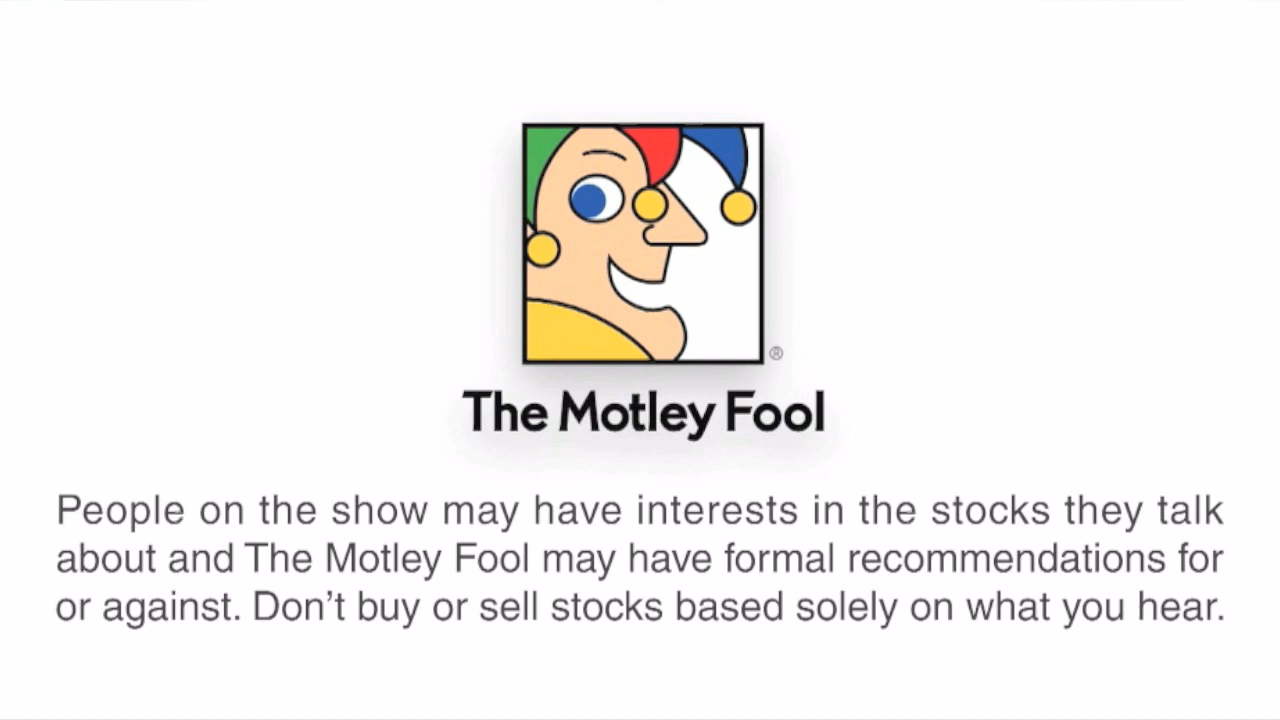 ®
The Motley Fool
People on the show may have interests in the stocks they talk
about and The Motley Fool may have formal recommendations for
or against. Don’t buy or sell stocks based solely on what you hear.